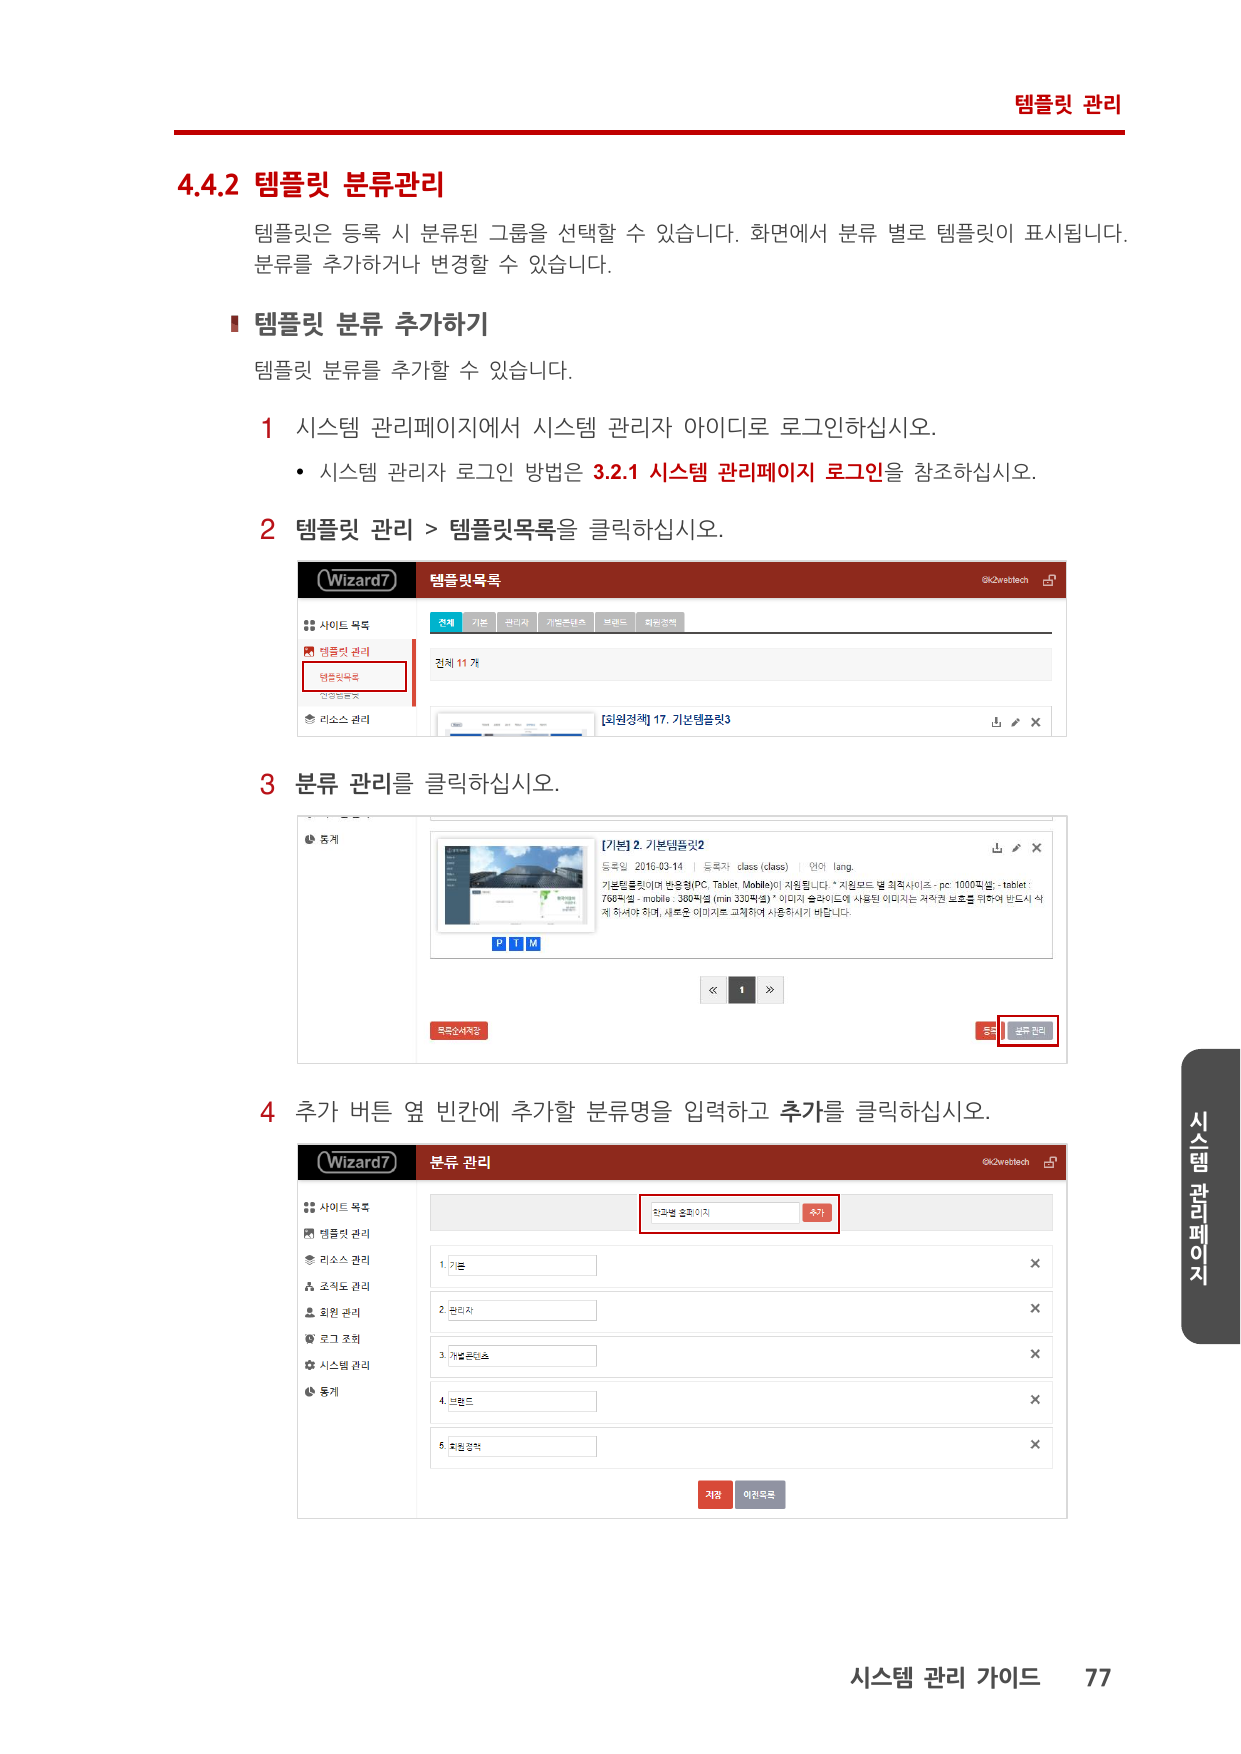 템플릿 관리
4.4.2 템플릿 분류관리
템플릿은 등록 시 분류된 그룹을 선택할 수 있습니다. 화면에서 분류 별로 템플릿이 표시됩니다.
분류를 추가하거나 변경할 수 있습니다.
템플릿 분류 추가하기
템플릿 분류를 추가할 수 있습니다.
1 시스템 관리페이지에서 시스템 관리자 아이디로 로그인하십시오.
• 시스템 관리자 로그인 방법은 3.2.1 시스템 관리페이지 로그인을 참조하십시오.
2 템플릿 관리 > 템플릿목록을 클릭하십시오.
Wizard7 템플릿목록 @k2webtech
사이트 목록 전체 기본 관리자 개별콘텐츠 브랜드 회원정책
템플릿 관리
템플릿목록 전체 11 개
리소스 관리 [회원정책] 17. 기본템플릿3
3 분류 관리를 클릭하십시오.
통계 [기본] 2. 기본템플릿2
등록일 2016-03-14 | 등록자 class (class) | 언어 lang.
기본템플릿이며 반응형(PC, Tablet, Mobile)이 지원됩니다. * 지원모드 별 최적사이즈 - pc: 1000픽셀; - tablet :
768픽셀 - mobile : 380픽셀 (min 330픽셀) * 이미지 슬라이드에 사용된 이미지는 저작권 보호를 위하여 반드시 삭
제 하셔야 하며, 새로운 이미지로 교체하여 사용하시기 바랍니다.
P T M
« 1 »
목록순서저장 등록 분류 관리
4 추가 버튼 옆 빈칸에 추가할 분류명을 입력하고 추가를 클릭하십시오.
Wizard7 분류 관리 @k2webtech
사이트 목록 학과별 홈페이지 추가
템플릿 관리
리소스 관리 1. 기본
조직도 관리
회원 관리 2. 관리자
로그 조회
시스템 관리 3. 개별콘텐츠
통계 4. 브랜드
5. 회원정책
저장 이전목록
시스템 관리페이지
시스템 관리 가이드 77